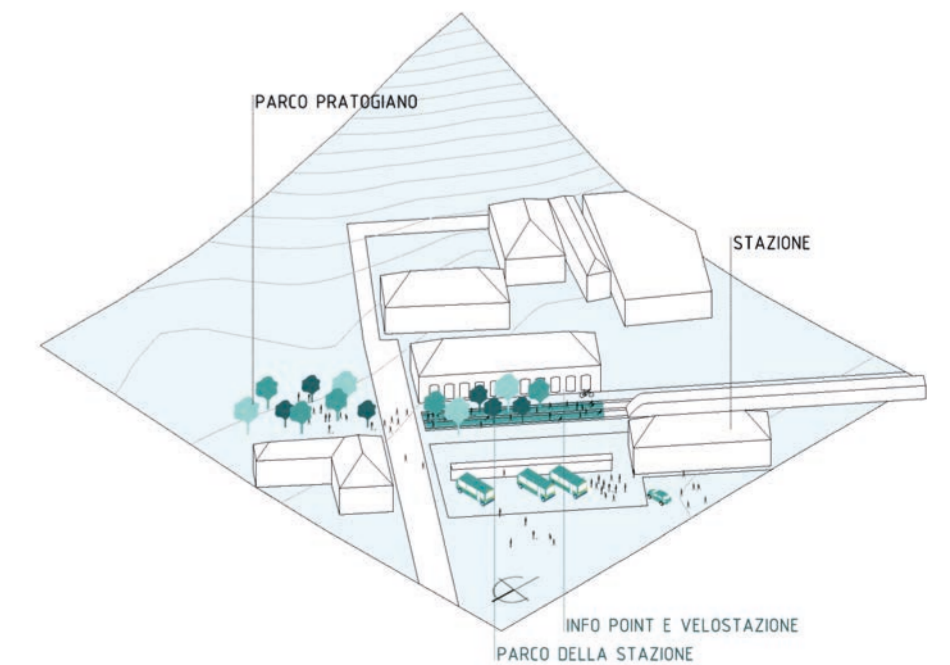 PARCO PRATOGIANO
STAZIONE
INFO POINT E VELOSTAZIONE
PARCO DELLA STAZIONE